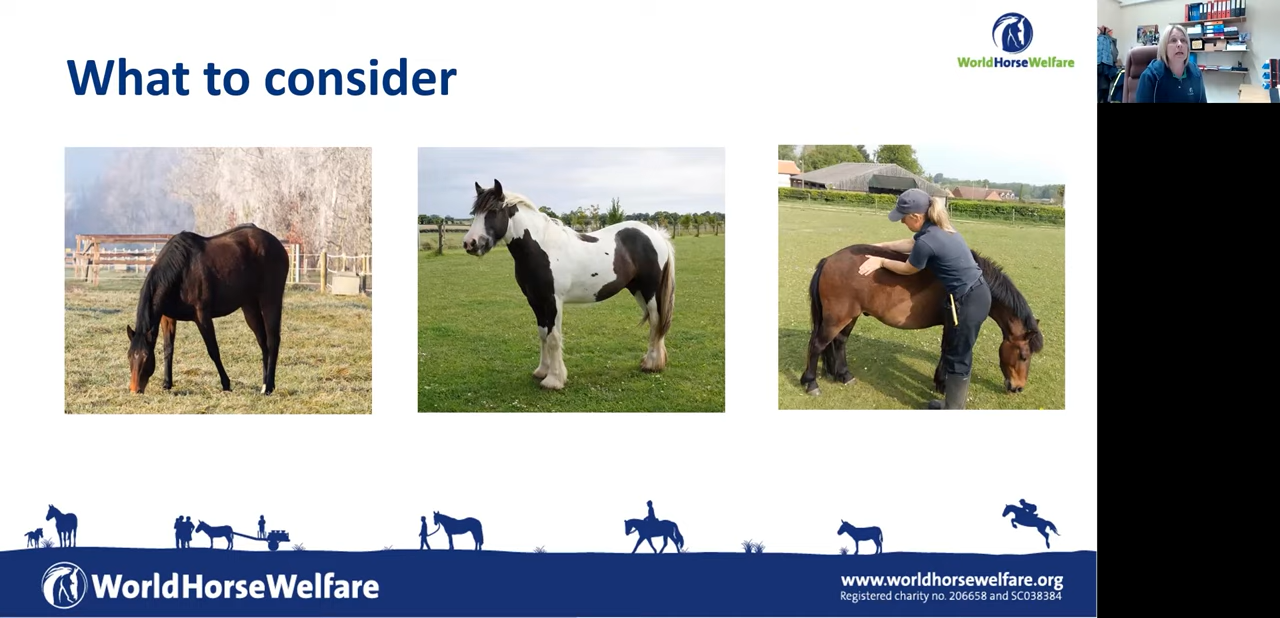 What to consider
WorldHorseWelfare
WorldHorseWelfare
www.worldhorsewelfare.org
Registered charity no. 206658 and SC038384